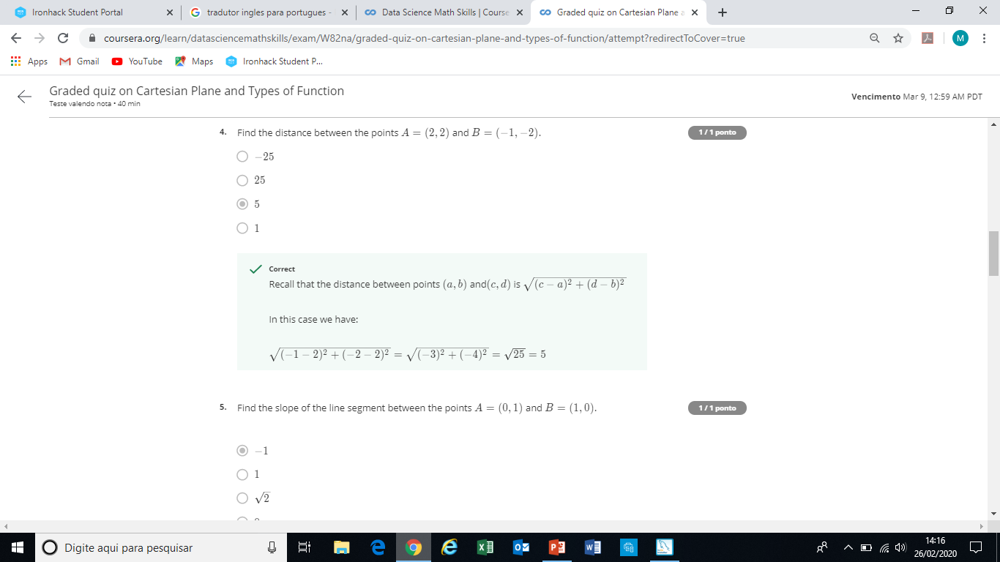 Ironhack Student Portal
tradutor ingles para portugues -
Data Science Math Skills | Course
Graded quiz on Cartesian Plane a
coursera.org/learn/datasciencemathskills/exam/W82na/graded-quiz-on-cartesian-plane-and-types-of-function/attempt?redirectToCover=true
M
Apps Gmail YouTube Maps Ironhack Student P...
Graded quiz on Cartesian Plane and Types of Function
Teste valendo nota • 40 min
Vencimento Mar 9, 12:59 AM PDT
4. Find the distance between the points A = (2, 2) and B = (−1, −2).
1 / 1 ponto
−25
25
5
1
Correct
Recall that the distance between points (a, b) and(c, d) is √(c − a)² + (d − b)²
In this case we have:
√(−1 − 2)² + (−2 − 2)² = √(−3)² + (−4)² = √25 = 5
5. Find the slope of the line segment between the points A = (0, 1) and B = (1, 0).
1 / 1 ponto
−1
1
√2
Digite aqui para pesquisar
14:16
26/02/2020